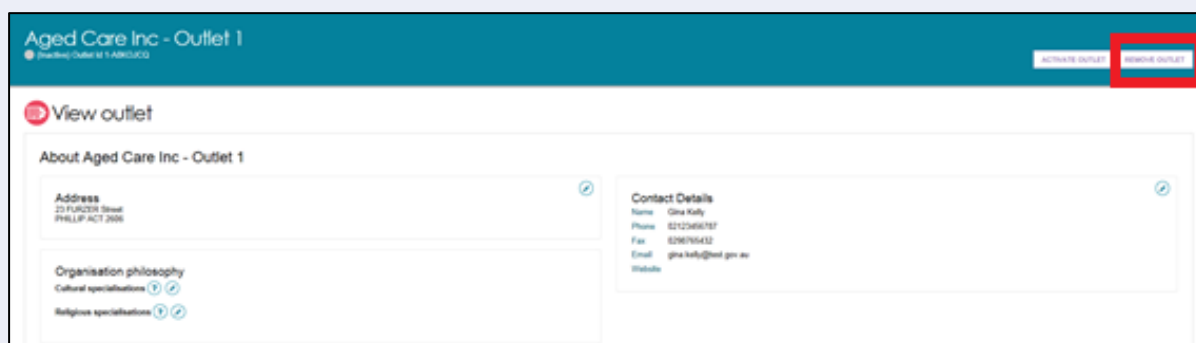 Aged Care Inc - Outlet 1
(Inactive) Outlet Id
ACTIVATE OUTLET
REMOVE OUTLET
View outlet
About Aged Care Inc - Outlet 1
Address
23 FURZER Street
PHILLIP ACT 2606
Contact Details
Name Gina Kelly
Phone 02123456787
Fax 0298765432
Email gina.kelly@test.gov.au
Website
Organisation philosophy
Cultural specialisations ?
Religious specialisations ?